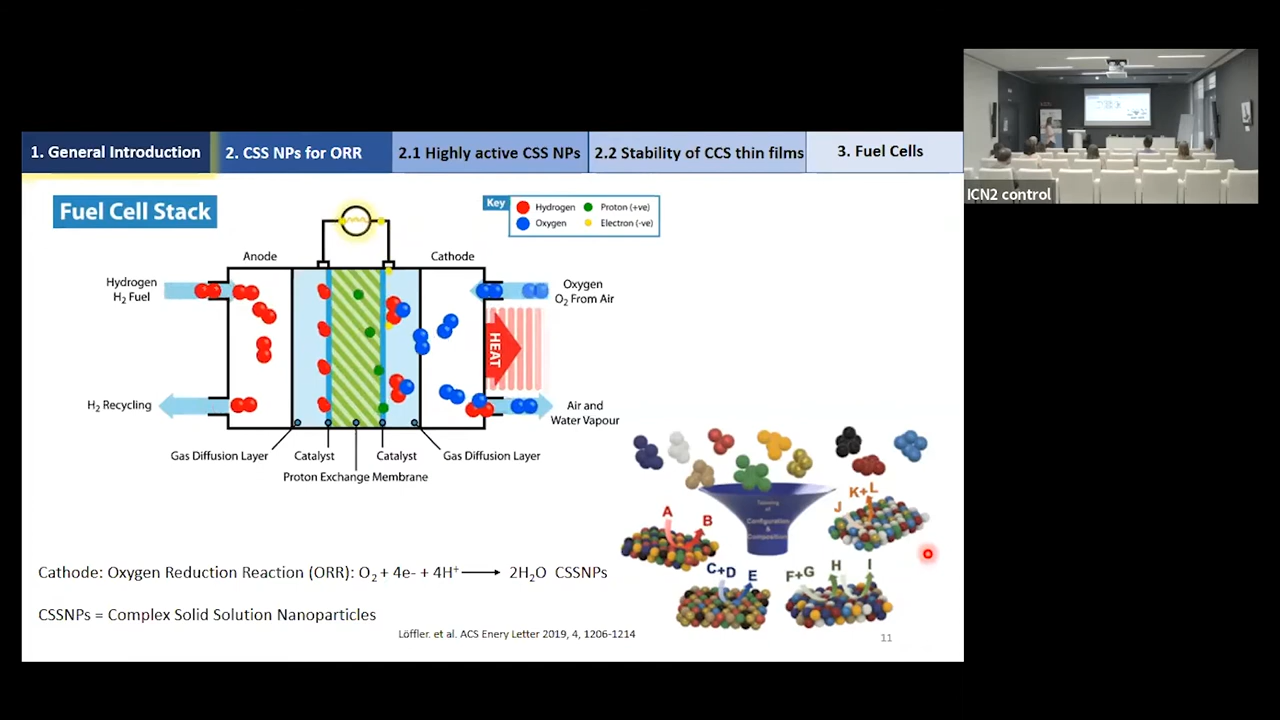 1. General Introduction
2. CSS NPs for ORR
2.1 Highly active CSS NPs
2.2 Stability of CCS thin films
3. Fuel Cells
Fuel Cell Stack
Key
Hydrogen
Proton (+ve)
Oxygen
Electron (-ve)
Anode
Cathode
Hydrogen
H₂ Fuel
Oxygen
O₂ From Air
HEAT
H₂ Recycling
Air and
Water Vapour
Gas Diffusion Layer
Catalyst
Catalyst
Gas Diffusion Layer
Proton Exchange Membrane
Tailoring
of
Configuration
&
Composition
A
B
C+D
E
F+G
H
I
J
K+L
Cathode: Oxygen Reduction Reaction (ORR): O₂ + 4e- + 4H⁺ ⟶ 2H₂O CSSNPs
CSSNPs = Complex Solid Solution Nanoparticles
Löffler. et al. ACS Enery Letter 2019, 4, 1206-1214
11
ICN2 control